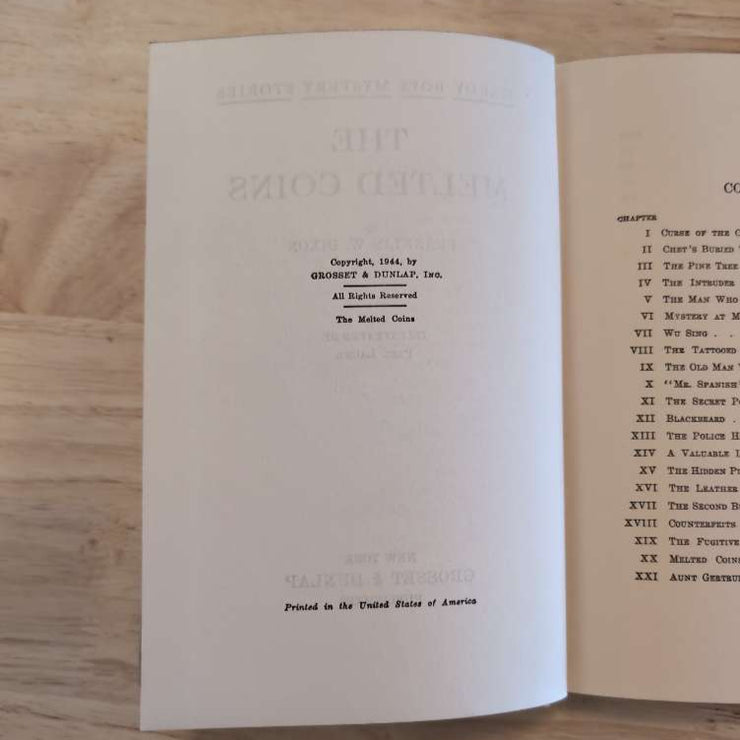 Copyright, 1944, by
GROSSET & DUNLAP, INC.
All Rights Reserved
The Melted Coins
Printed in the United States of America
CO
CHAPTER
I CURSE OF THE C
II CHET'S BURIED
III THE PINE TREE
IV THE INTRUDER
V THE MAN WHO
VI MYSTERY AT M
VII WU SING . .
VIII THE TATTOOED
IX THE OLD MAN
X "MR. SPANISH"
XI THE SECRET P
XII BLACKBEARD .
XIII THE POLICE H
XIV A VALUABLE
XV THE HIDDEN P
XVI THE LEATHER
XVII THE SECOND B
XVIII COUNTERFEITS
XIX THE FUGITIVE
XX MELTED COIN
XXI AUNT GERTRU